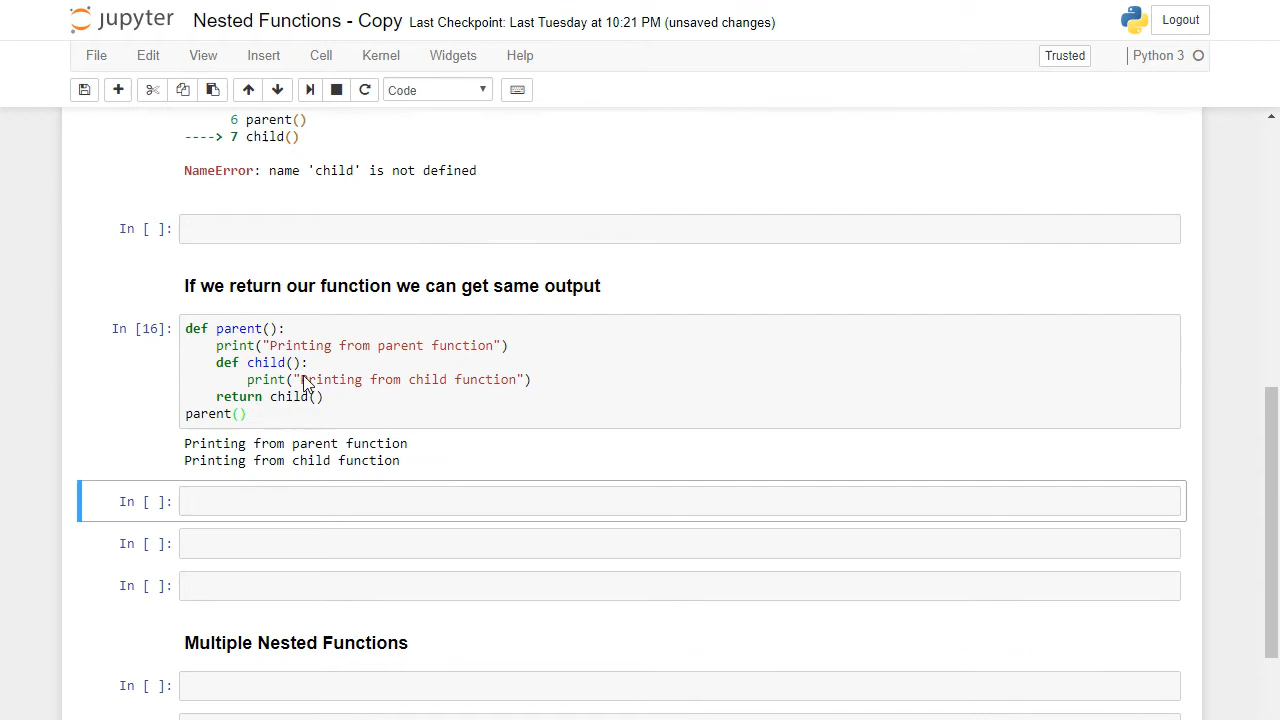 jupyter Nested Functions - Copy Last Checkpoint: Last Tuesday at 10:21 PM (unsaved changes) Logout
File Edit View Insert Cell Kernel Widgets Help Trusted Python 3
Code
6 parent()
----> 7 child()
NameError: name 'child' is not defined
In [ ]:
If we return our function we can get same output
In [16]: def parent():
print("Printing from parent function")
def child():
print("Printing from child function")
return child()
parent()
Printing from parent function
Printing from child function
In [ ]:
In [ ]:
In [ ]:
Multiple Nested Functions
In [ ]: